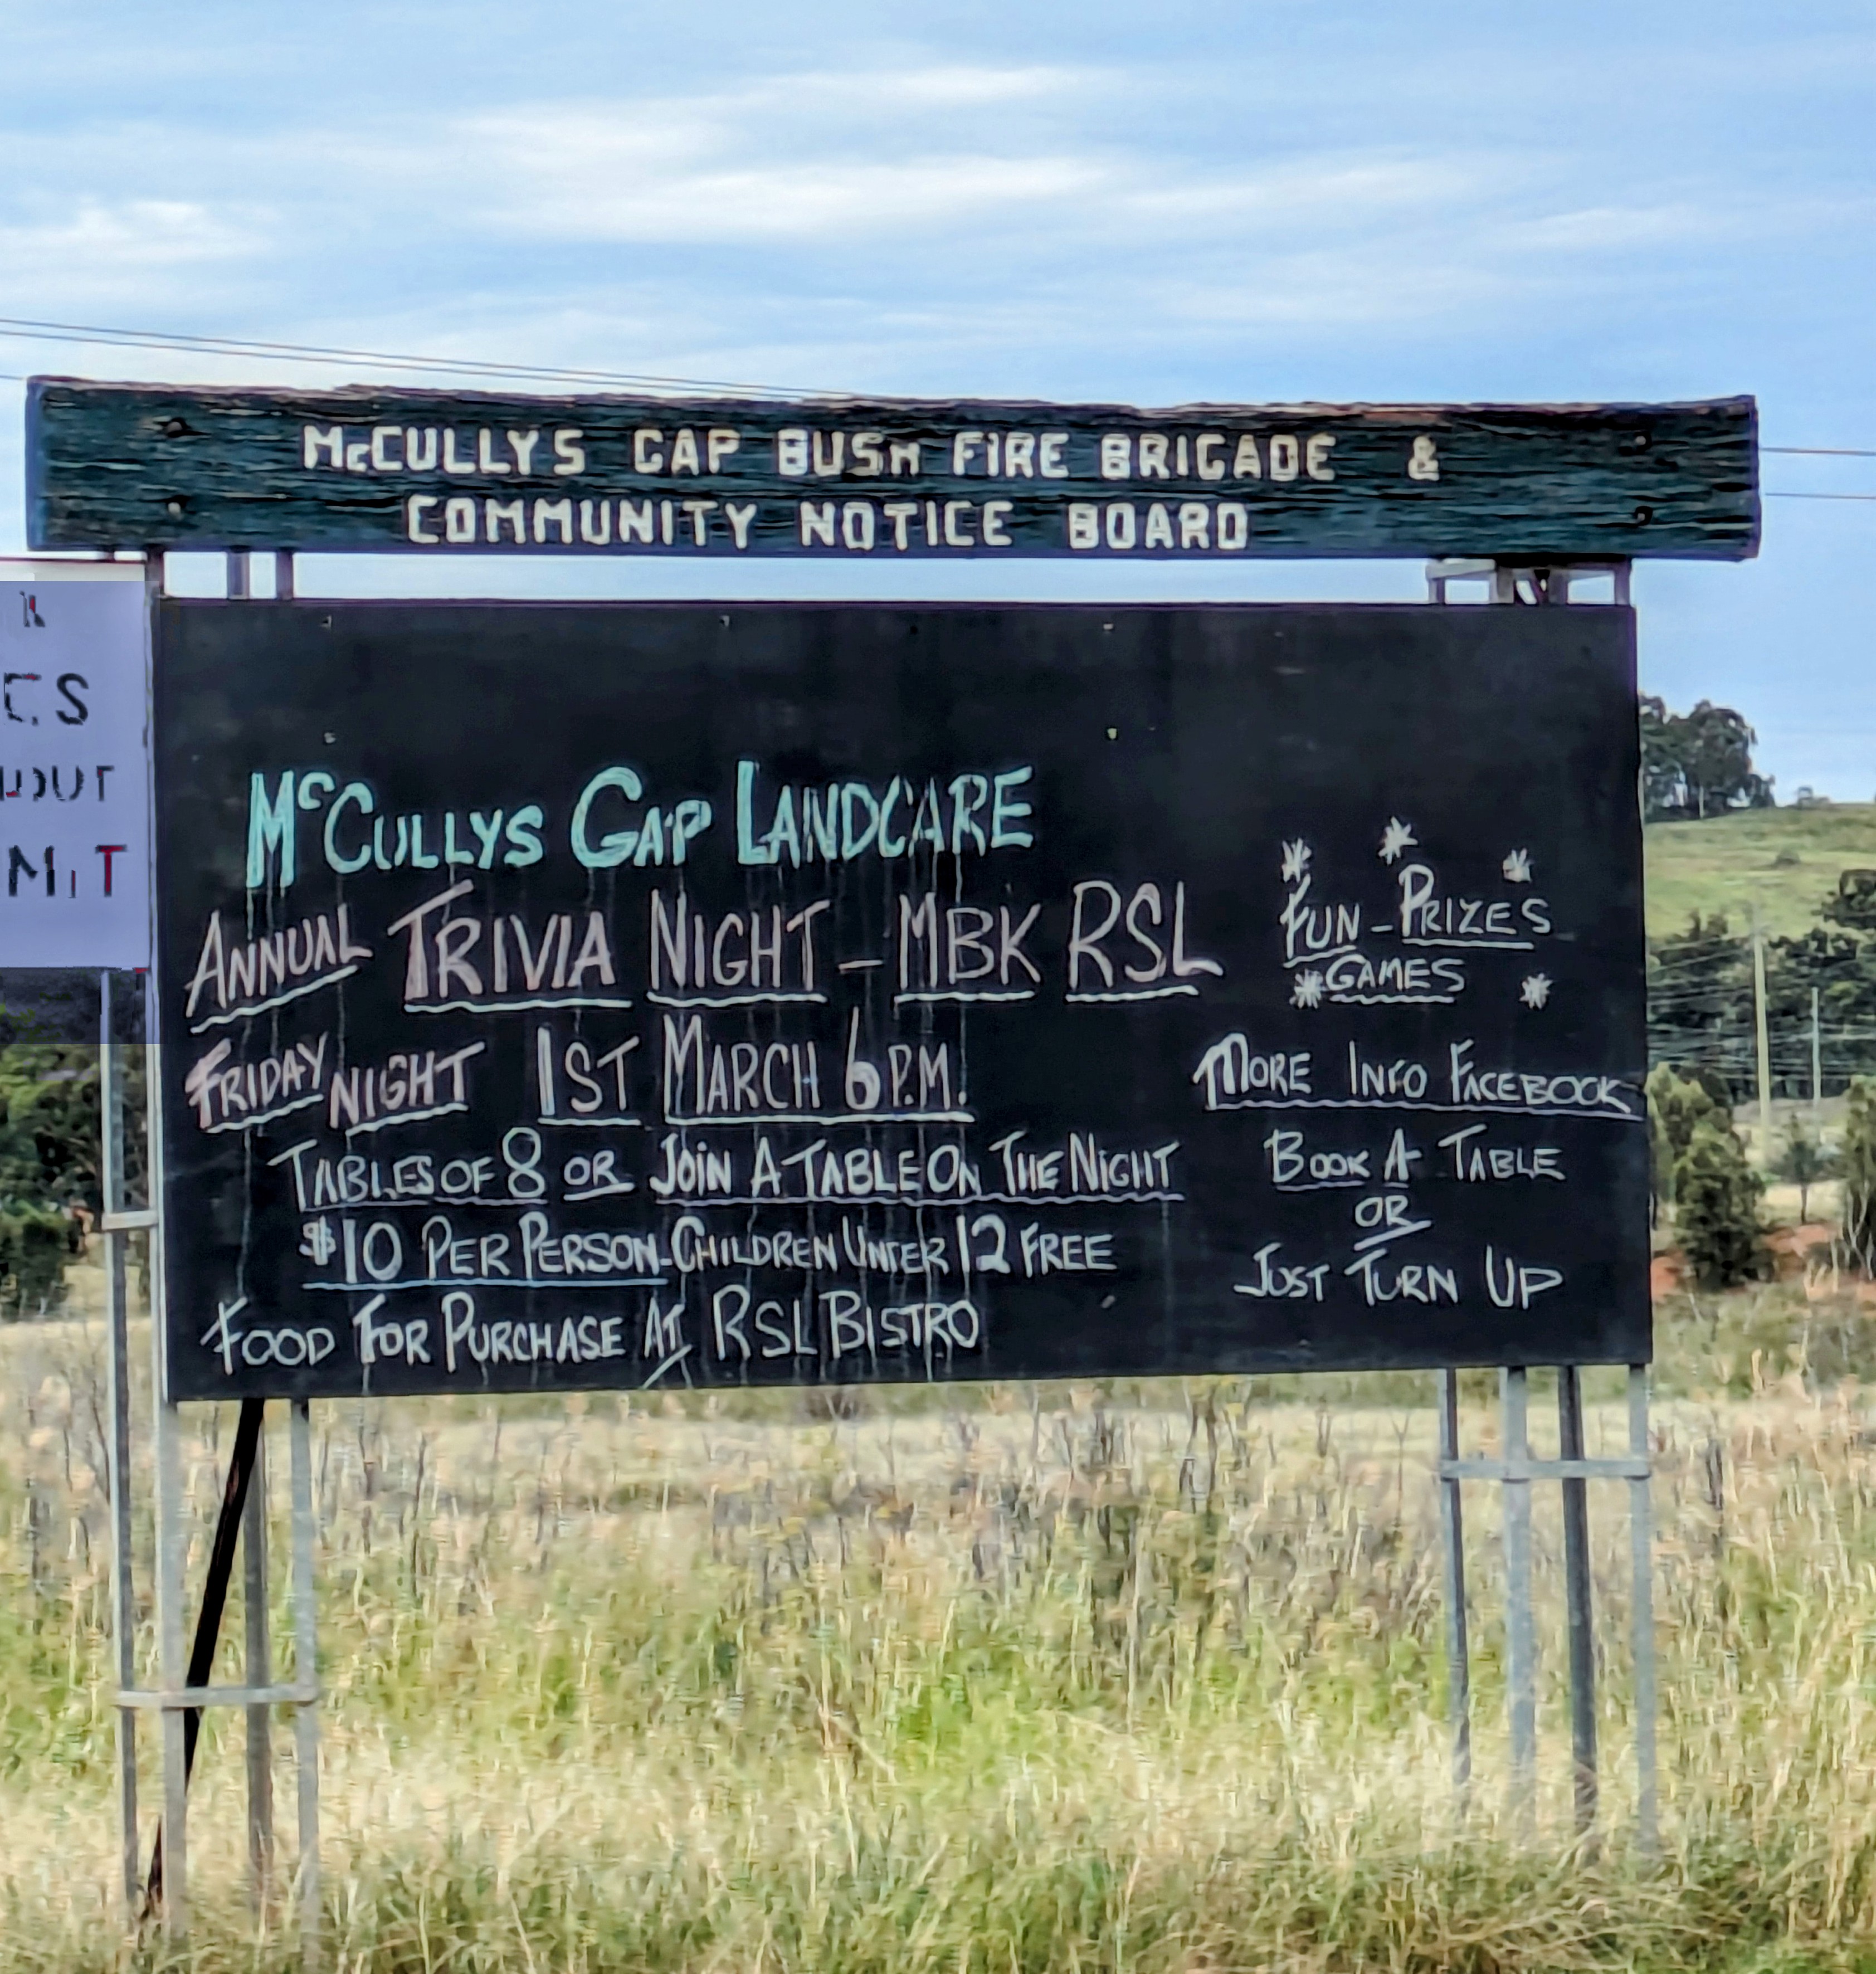 McCULLYS GAP BUSH FIRE BRIGADE &
COMMUNITY NOTICE BOARD
McCULLYS GAP LANDCARE
ANNUAL TRIVIA NIGHT - MBK RSL
FRIDAY NIGHT 1ST MARCH 6 P.M.
TABLES OF 8 OR JOIN A TABLE ON THE NIGHT
$10 PER PERSON - CHILDREN UNDER 12 FREE
FOOD FOR PURCHASE AT RSL BISTRO
FUN - PRIZES
GAMES
MORE INFO FACEBOOK
BOOK A TABLE
OR
JUST TURN UP